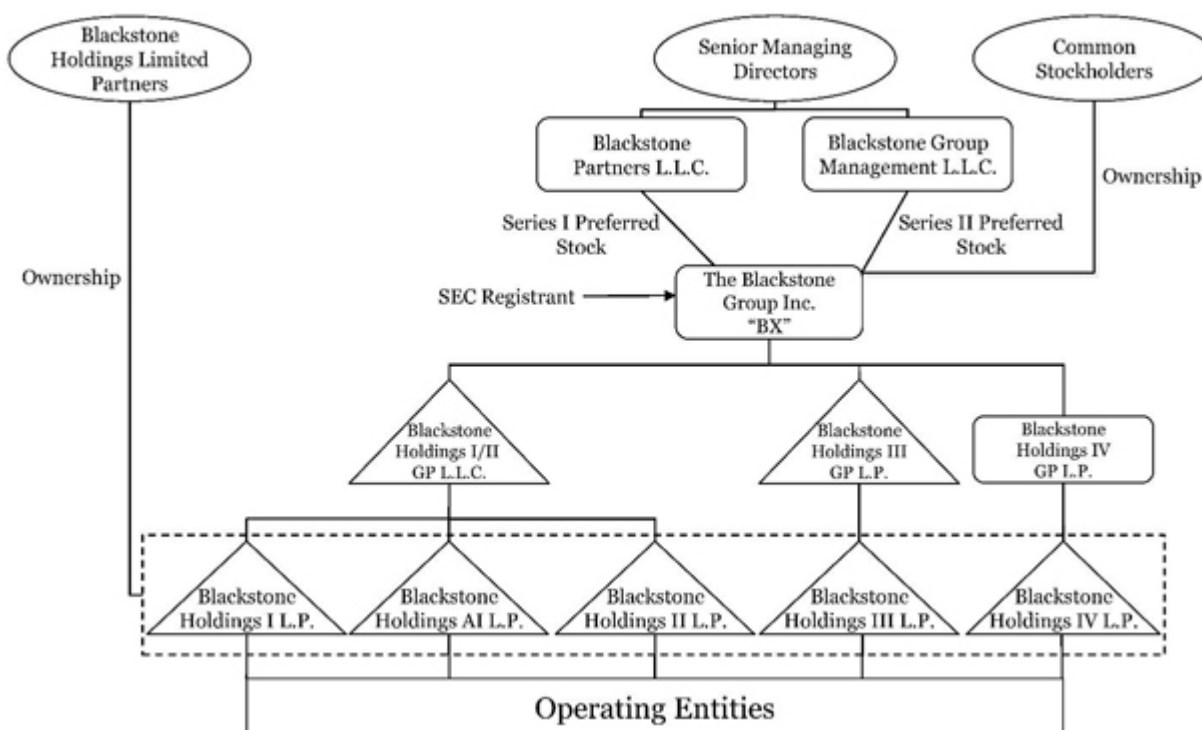 Blackstone
Holdings Limited
Partners
Senior Managing
Directors
Common
Stockholders
Blackstone
Partners L.L.C.
Blackstone Group
Management L.L.C.
Ownership
Series I Preferred
Stock
Series II Preferred
Stock
Ownership
SEC Registrant
The Blackstone
Group Inc.
“BX”
Blackstone
Holdings I/II
GP L.L.C.
Blackstone
Holdings III
GP L.P.
Blackstone
Holdings IV
GP L.P.
Blackstone
Holdings I L.P.
Blackstone
Holdings AI L.P.
Blackstone
Holdings II L.P.
Blackstone
Holdings III L.P.
Blackstone
Holdings IV L.P.
Operating Entities